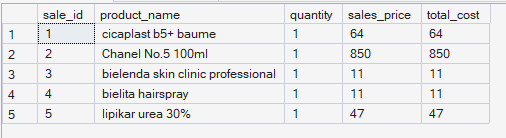 sale_id product_name quantity sales_price total_cost
1 1 cicaplast b5+ baume 1 64 64
2 2 Chanel No.5 100ml 1 850 850
3 3 bielenda skin clinic professional 1 11 11
4 4 bielita hairspray 1 11 11
5 5 lipikar urea 30% 1 47 47